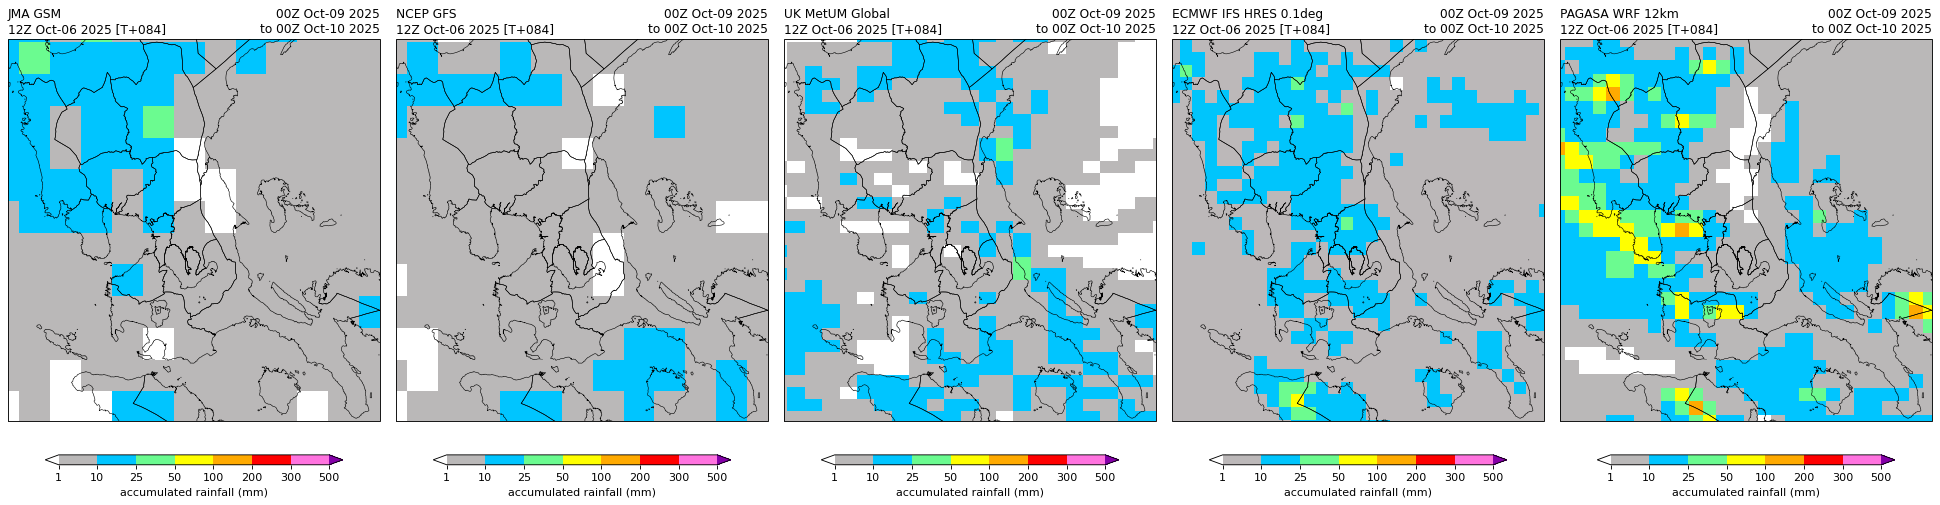 JMA GSM 00Z Oct-09 2025
12Z Oct-06 2025 [T+084] to 00Z Oct-10 2025
1 10 25 50 100 200 300 500
accumulated rainfall (mm)
NCEP GFS 00Z Oct-09 2025
12Z Oct-06 2025 [T+084] to 00Z Oct-10 2025
1 10 25 50 100 200 300 500
accumulated rainfall (mm)
UK MetUM Global 00Z Oct-09 2025
12Z Oct-06 2025 [T+084] to 00Z Oct-10 2025
1 10 25 50 100 200 300 500
accumulated rainfall (mm)
ECMWF IFS HRES 0.1deg 00Z Oct-09 2025
12Z Oct-06 2025 [T+084] to 00Z Oct-10 2025
1 10 25 50 100 200 300 500
accumulated rainfall (mm)
PAGASA WRF 12km 00Z Oct-09 2025
12Z Oct-06 2025 [T+084] to 00Z Oct-10 2025
1 10 25 50 100 200 300 500
accumulated rainfall (mm)